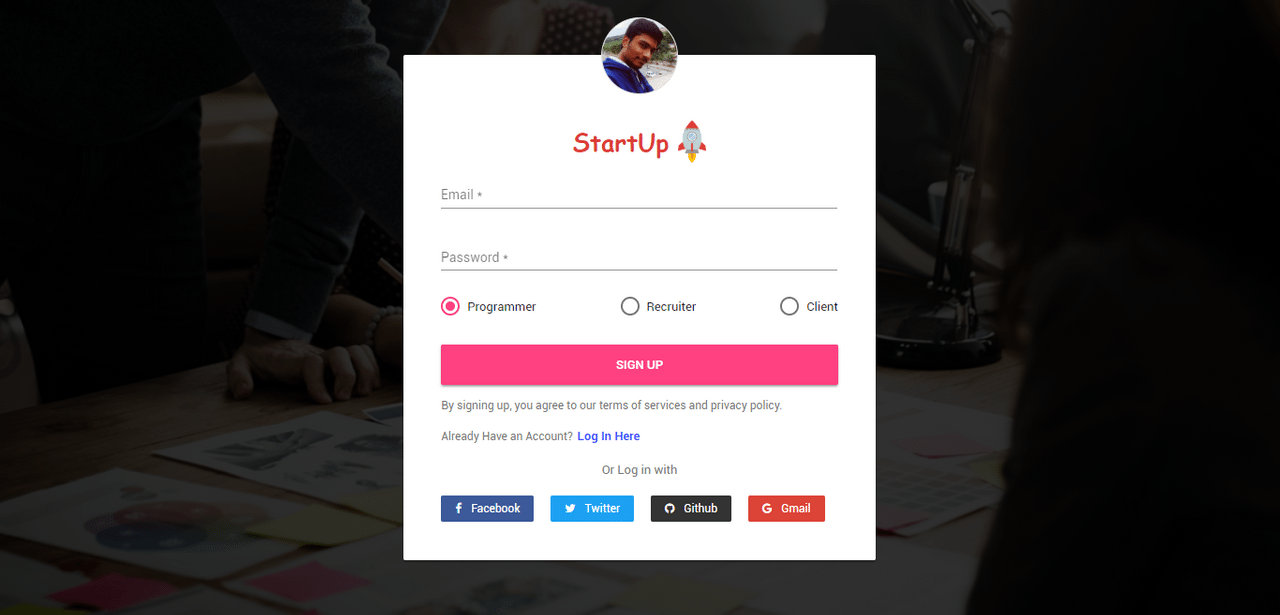 StartUp
Email *
Password *
Programmer Recruiter Client
SIGN UP
By signing up, you agree to our terms of services and privacy policy.
Already Have an Account? Log In Here
Or Log in with
Facebook Twitter Github Gmail